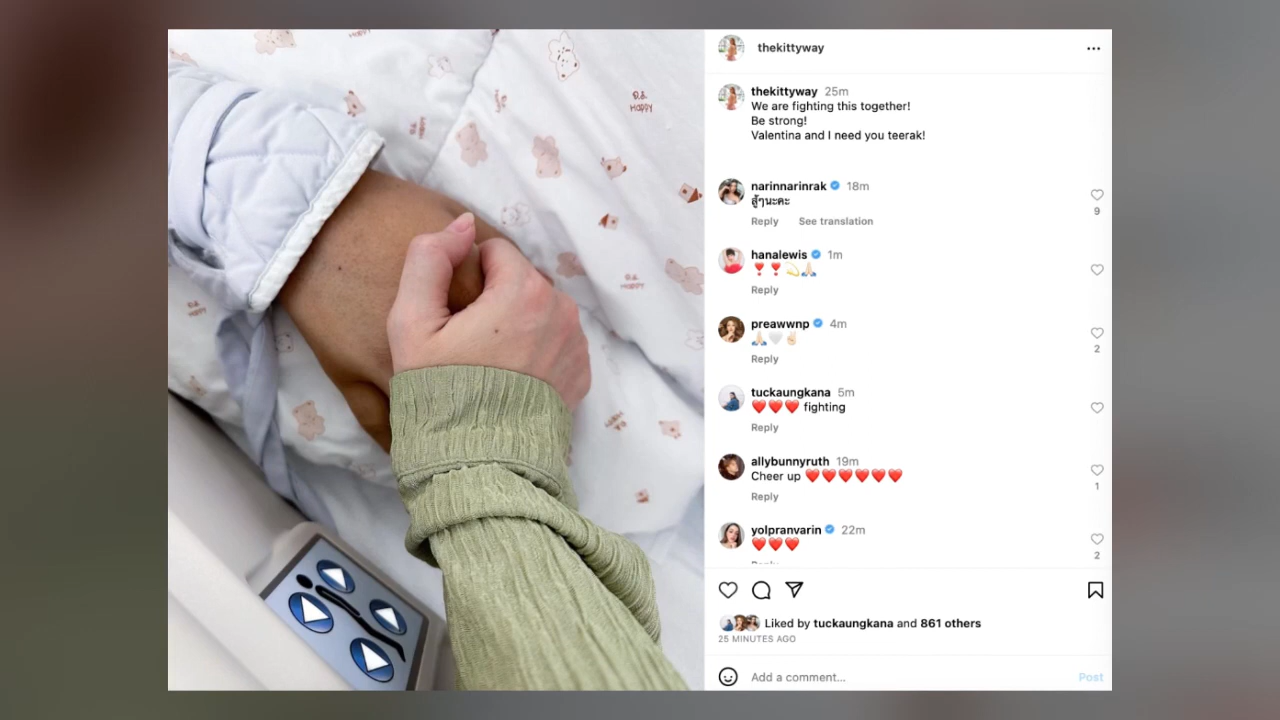 D.a.
HAPPY
D.a.
HAPPY
thekittyway
thekittyway 25m
We are fighting this together!
Be strong!
Valentina and I need you teerak!
narinnarinrak 18m
สู้ๆนะคะ
9
Reply See translation
hanalewis 1m
❣️❣️💫🙏🏻
Reply
preawwnp 4m
🙏🏻🤍🤞🏻
2
Reply
tuckaungkana 5m
❤️❤️❤️ fighting
Reply
allybunnyruth 19m
Cheer up ❤️❤️❤️❤️❤️❤️
1
Reply
yolpranvarin 22m
❤️❤️❤️
2
Liked by tuckaungkana and 861 others
25 MINUTES AGO
Add a comment... Post